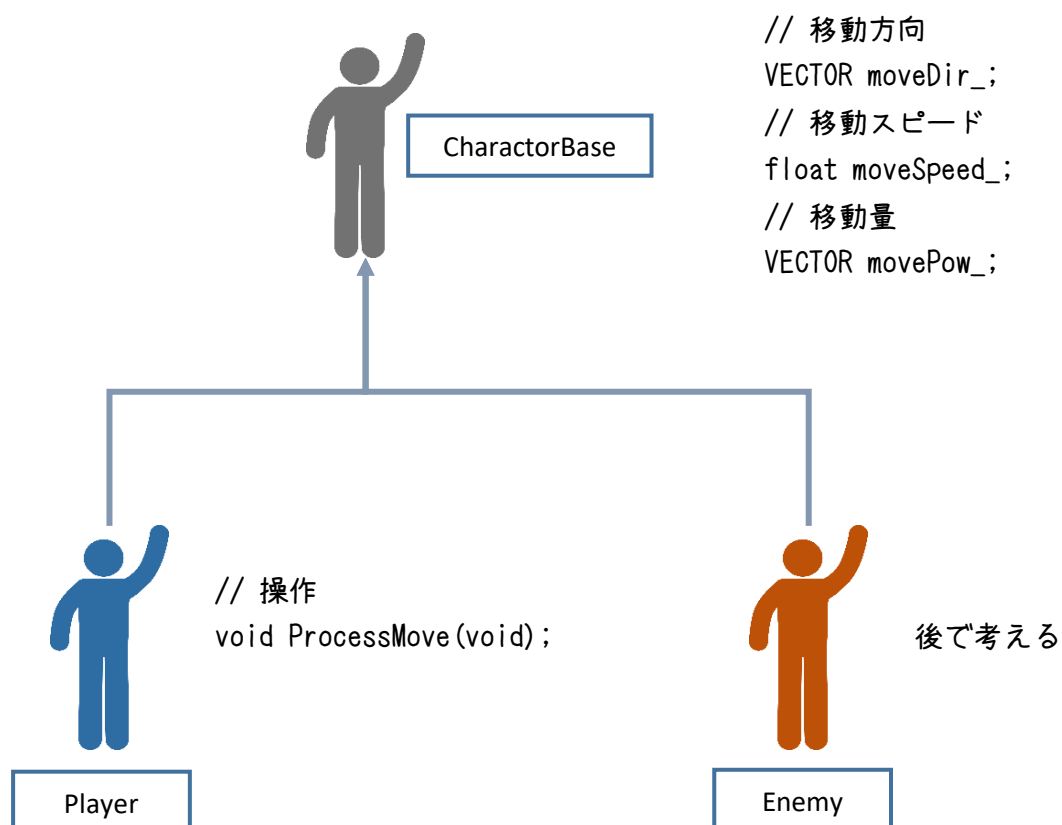 // 移動方向
VECTOR moveDir_;
// 移動スピード
float moveSpeed_;
// 移動量
VECTOR movePow_;
CharactorBase
// 操作
void ProcessMove(void);
後で考える
Player
Enemy